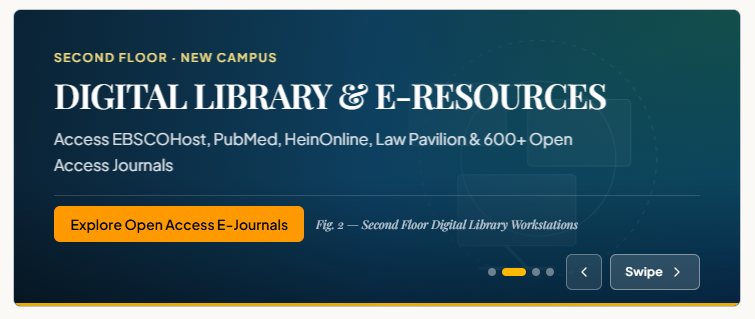 SECOND FLOOR · NEW CAMPUS
DIGITAL LIBRARY & E-RESOURCES
Access EBSCOHost, PubMed, HeinOnline, Law Pavilion & 600+ Open
Access Journals
Explore Open Access E-Journals
Fig. 2 — Second Floor Digital Library Workstations
Swipe